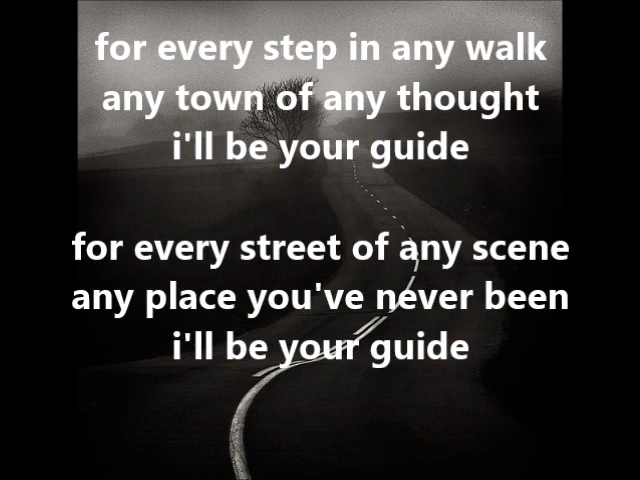 for every step in any walk
any town of any thought
i'll be your guide
for every street of any scene
any place you've never been
i'll be your guide